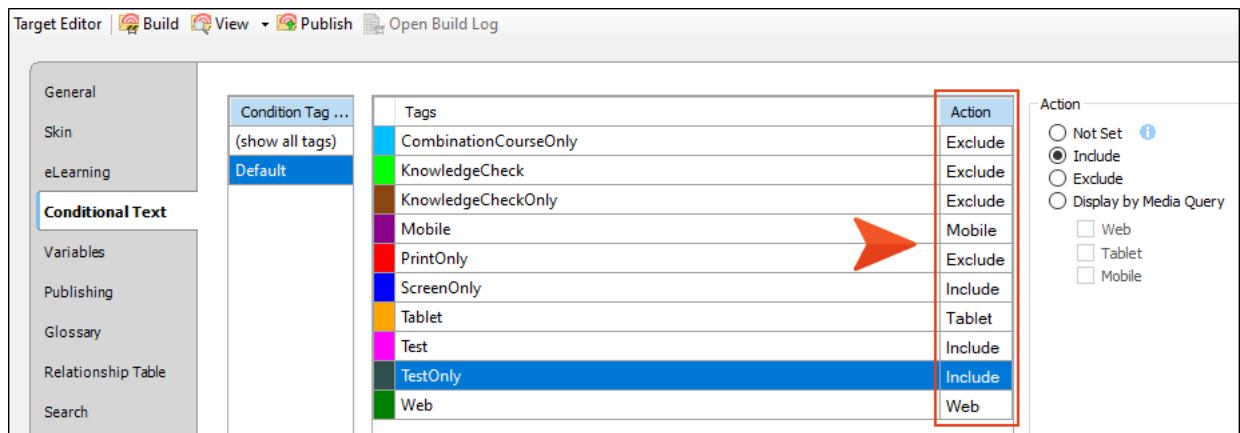 Target Editor Build View Publish Open Build Log
General
Skin
eLearning
Conditional Text
Variables
Publishing
Glossary
Relationship Table
Search
Condition Tag ...
(show all tags)
Default
Tags Action
CombinationCourseOnly Exclude
KnowledgeCheck Exclude
KnowledgeCheckOnly Exclude
Mobile Mobile
PrintOnly Exclude
ScreenOnly Include
Tablet Tablet
Test Include
TestOnly Include
Web Web
Action
Not Set
Include
Exclude
Display by Media Query
Web
Tablet
Mobile